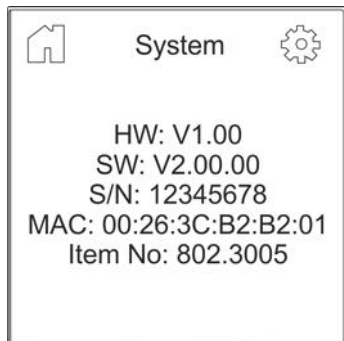 System
HW: V1.00
SW: V2.00.00
S/N: 12345678
MAC: 00:26:3C:B2:B2:01
Item No: 802.3005